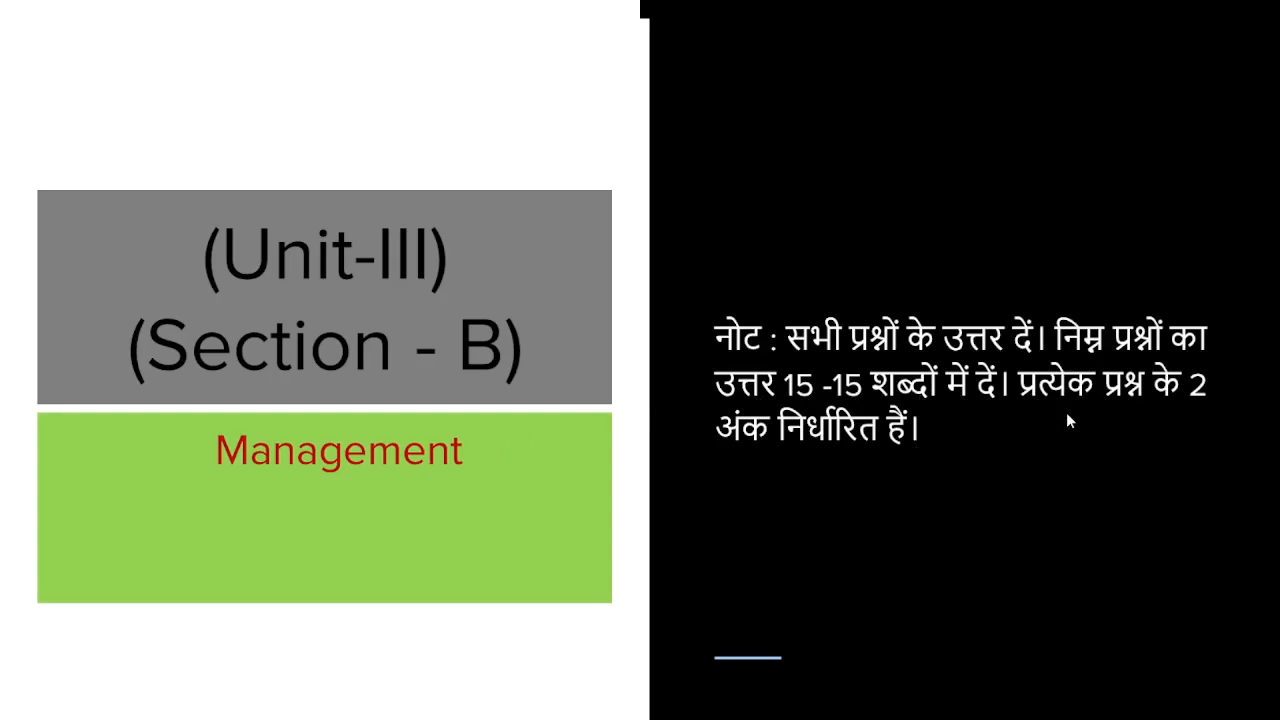 (Unit-III)
(Section - B)
Management
नोट : सभी प्रश्नों के उत्तर दें। निम्न प्रश्नों का
उत्तर 15 -15 शब्दों में दें। प्रत्येक प्रश्न के 2
अंक निर्धारित हैं।